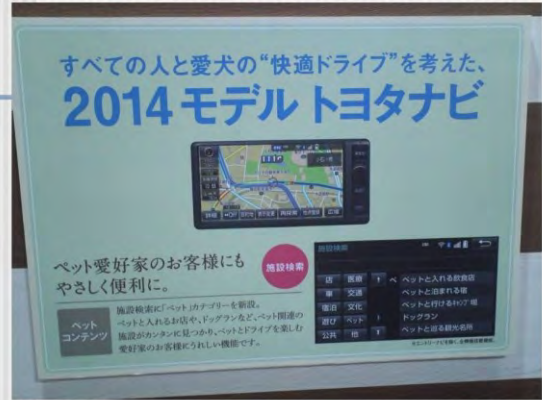 すべての人と愛犬の“快適ドライブ”を考えた、
2014モデル トヨタナビ
ペット愛好家のお客様にも
やさしく便利に。
施設検索
ペット
コンテンツ
施設検索に「ペット」カテゴリーを新設。
ペットと入れるお店や、ドッグランなど、ペット関連の
施設がカンタンに見つかり、ペットとドライブを楽しむ
愛好家のお客様にうれしい機能です。
施設検索
店 医療 ペ ペットと入れる飲食店
車 交通 ペットと泊まれる宿
宿泊 文化 ペットと行けるｷｬﾝﾌﾟ場
遊び ペット ドッグラン
公共 地 ペットと巡る観光名所